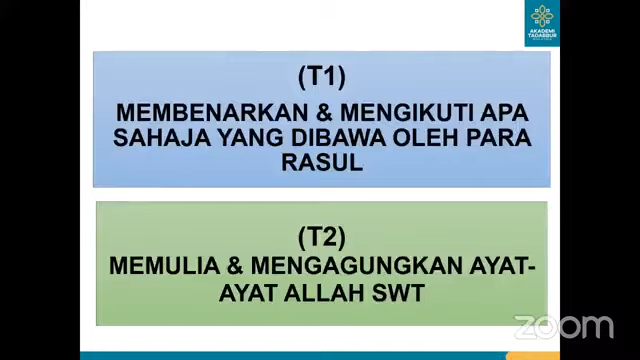 AKADEMI
TADABBUR
(T1)
MEMBENARKAN & MENGIKUTI APA
SAHAJA YANG DIBAWA OLEH PARA
RASUL
(T2)
MEMULIA & MENGAGUNGKAN AYAT-
AYAT ALLAH SWT
zoom